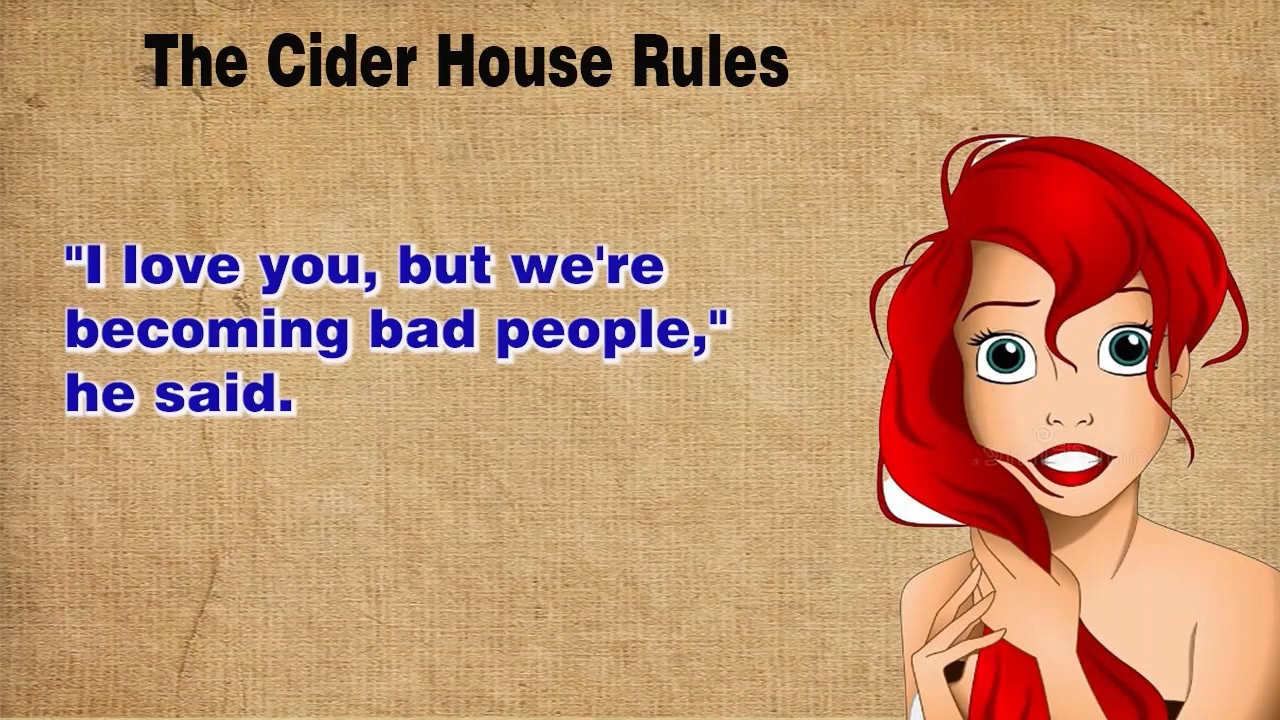 The Cider House Rules
"I love you, but we're
becoming bad people,"
he said.